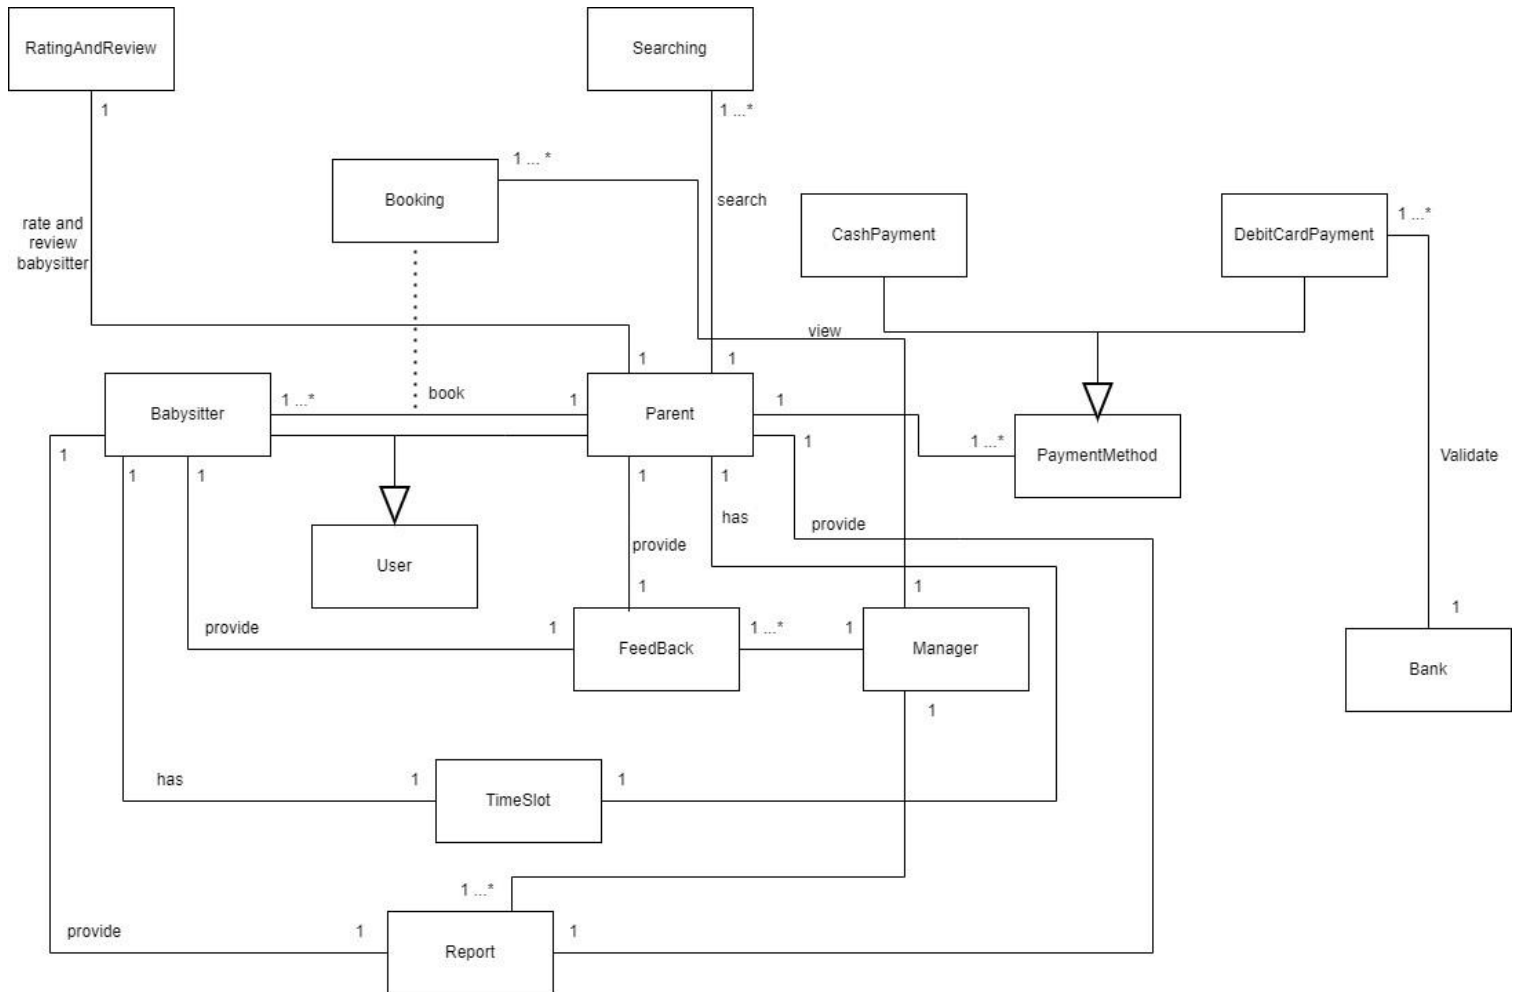 RatingAndReview
Searching
1
1 ...*
1 ... *
Booking
search
rate and
review
babysitter
CashPayment
DebitCardPayment
1 ...*
view
1
1
Babysitter
1 ...*
book
1
Parent
1
1 ...*
PaymentMethod
Validate
1
1
1
1
1
1
has
provide
provide
User
1
1
1
provide
1
FeedBack
1 ...*
1
Manager
Bank
1
has
1
TimeSlot
1
1 ...*
provide
1
Report
1